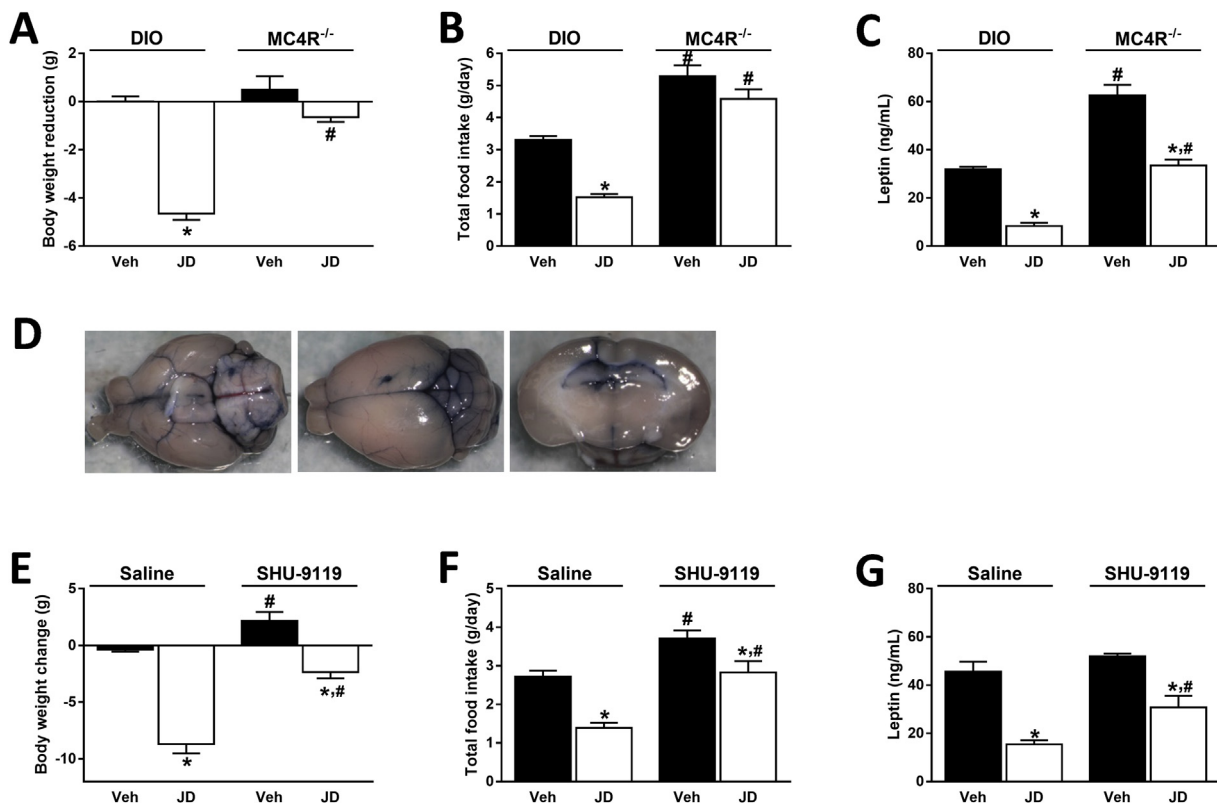 A
DIO
MC4R-/-
Body weight reduction (g)
2
0
-2
-4
-6
*
#
Veh
JD
Veh
JD
B
DIO
MC4R-/-
Total food intake (g/day)
6
5
4
3
2
1
0
*
#
#
Veh
JD
Veh
JD
C
DIO
MC4R-/-
Leptin (ng/mL)
80
60
40
20
0
*
#
*,#
Veh
JD
Veh
JD
D
E
Saline
SHU-9119
Body weight change (g)
5
0
-5
-10
*
#
*,#
Veh
JD
Veh
JD
F
Saline
SHU-9119
Total food intake (g/day)
5
4
3
2
1
0
*
#
*,#
Veh
JD
Veh
JD
G
Saline
SHU-9119
Leptin (ng/mL)
80
60
40
20
0
*
*,#
Veh
JD
Veh
JD